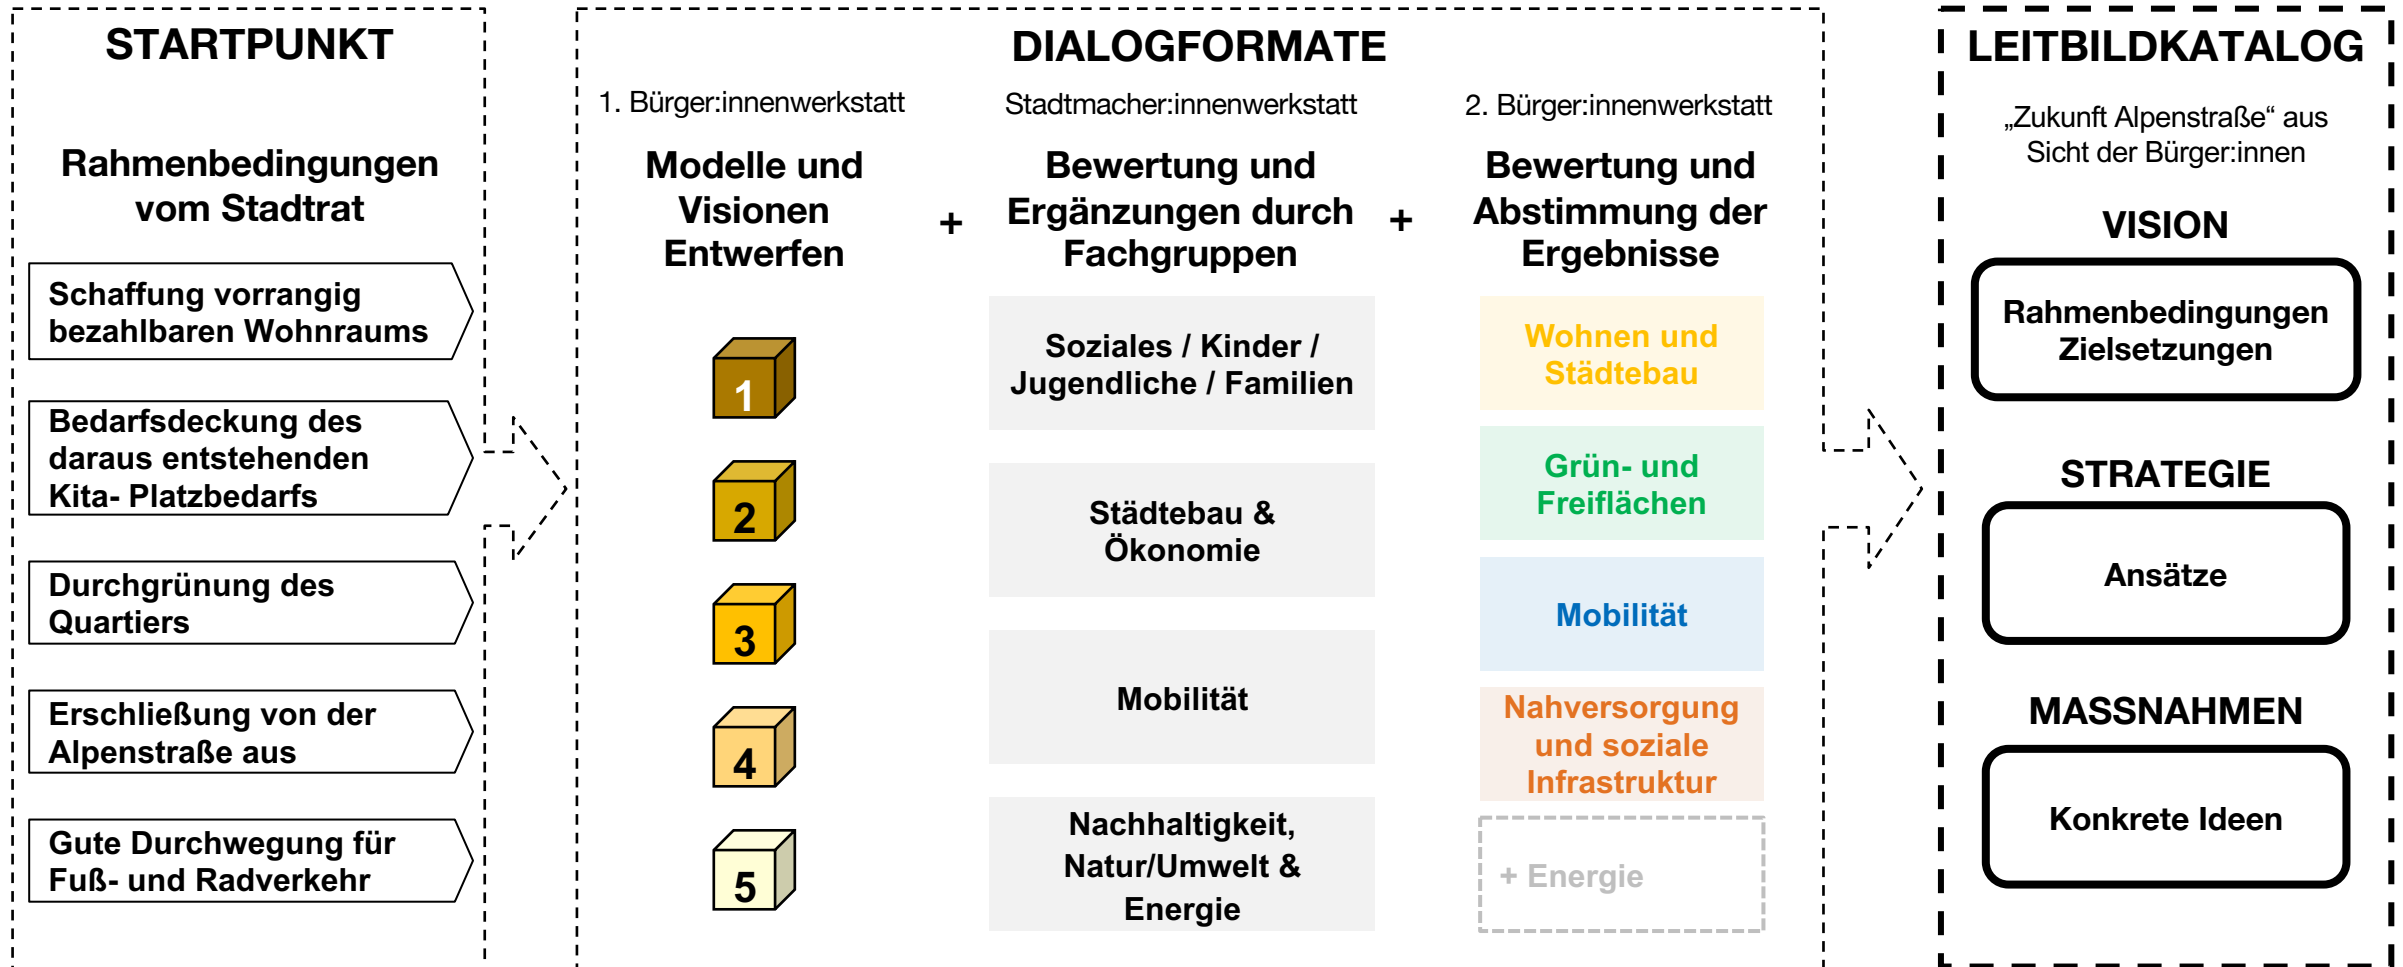 STARTPUNKT
Rahmenbedingungen
vom Stadtrat
Schaffung vorrangig
bezahlbaren Wohnraums
Bedarfsdeckung des
daraus entstehenden
Kita- Platzbedarfs
Durchgrünung des
Quartiers
Erschließung von der
Alpenstraße aus
Gute Durchwegung für
Fuß- und Radverkehr
DIALOGFORMATE
1. Bürger:innenwerkstatt
Modelle und
Visionen
Entwerfen
1
2
3
4
5
+
Stadtmacher:innenwerkstatt
Bewertung und
Ergänzungen durch
Fachgruppen
Soziales / Kinder /
Jugendliche / Familien
Städtebau &
Ökonomie
Mobilität
Nachhaltigkeit,
Natur/Umwelt &
Energie
+
2. Bürger:innenwerkstatt
Bewertung und
Abstimmung der
Ergebnisse
Wohnen und
Städtebau
Grün- und
Freiflächen
Mobilität
Nahversorgung
und soziale
Infrastruktur
+ Energie
LEITBILDKATALOG
„Zukunft Alpenstraße“ aus
Sicht der Bürger:innen
VISION
Rahmenbedingungen
Zielsetzungen
STRATEGIE
Ansätze
MASSNAHMEN
Konkrete Ideen